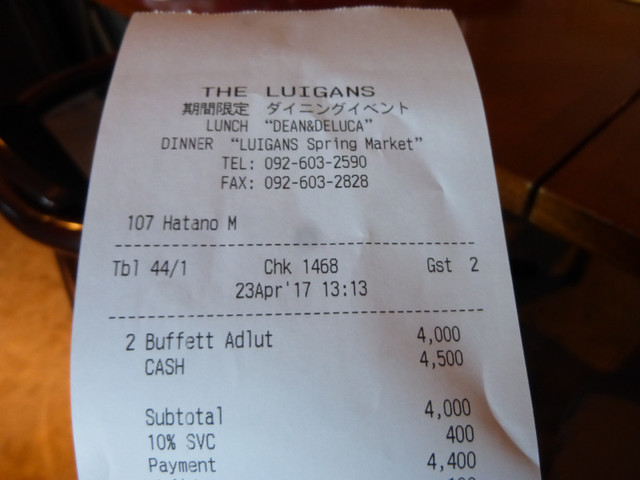 THE LUIGANS
期間限定 ダイニングイベント
LUNCH "DEAN&DELUCA"
DINNER "LUIGANS Spring Market"
TEL: 092-603-2590
FAX: 092-603-2828
107 Hatano M
Tbl 44/1 Chk 1468 Gst 2
23Apr'17 13:13
2 Buffett Adlut 4,000
CASH 4,500
Subtotal 4,000
10% SVC 400
Payment 4,400